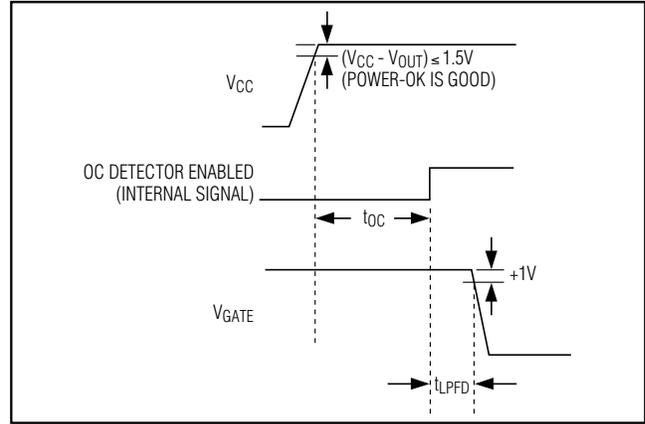 (VCC - VOUT) ≤ 1.5V
(POWER-OK IS GOOD)
VCC
OC DETECTOR ENABLED
(INTERNAL SIGNAL)
tOC
+1V
VGATE
tLPFD